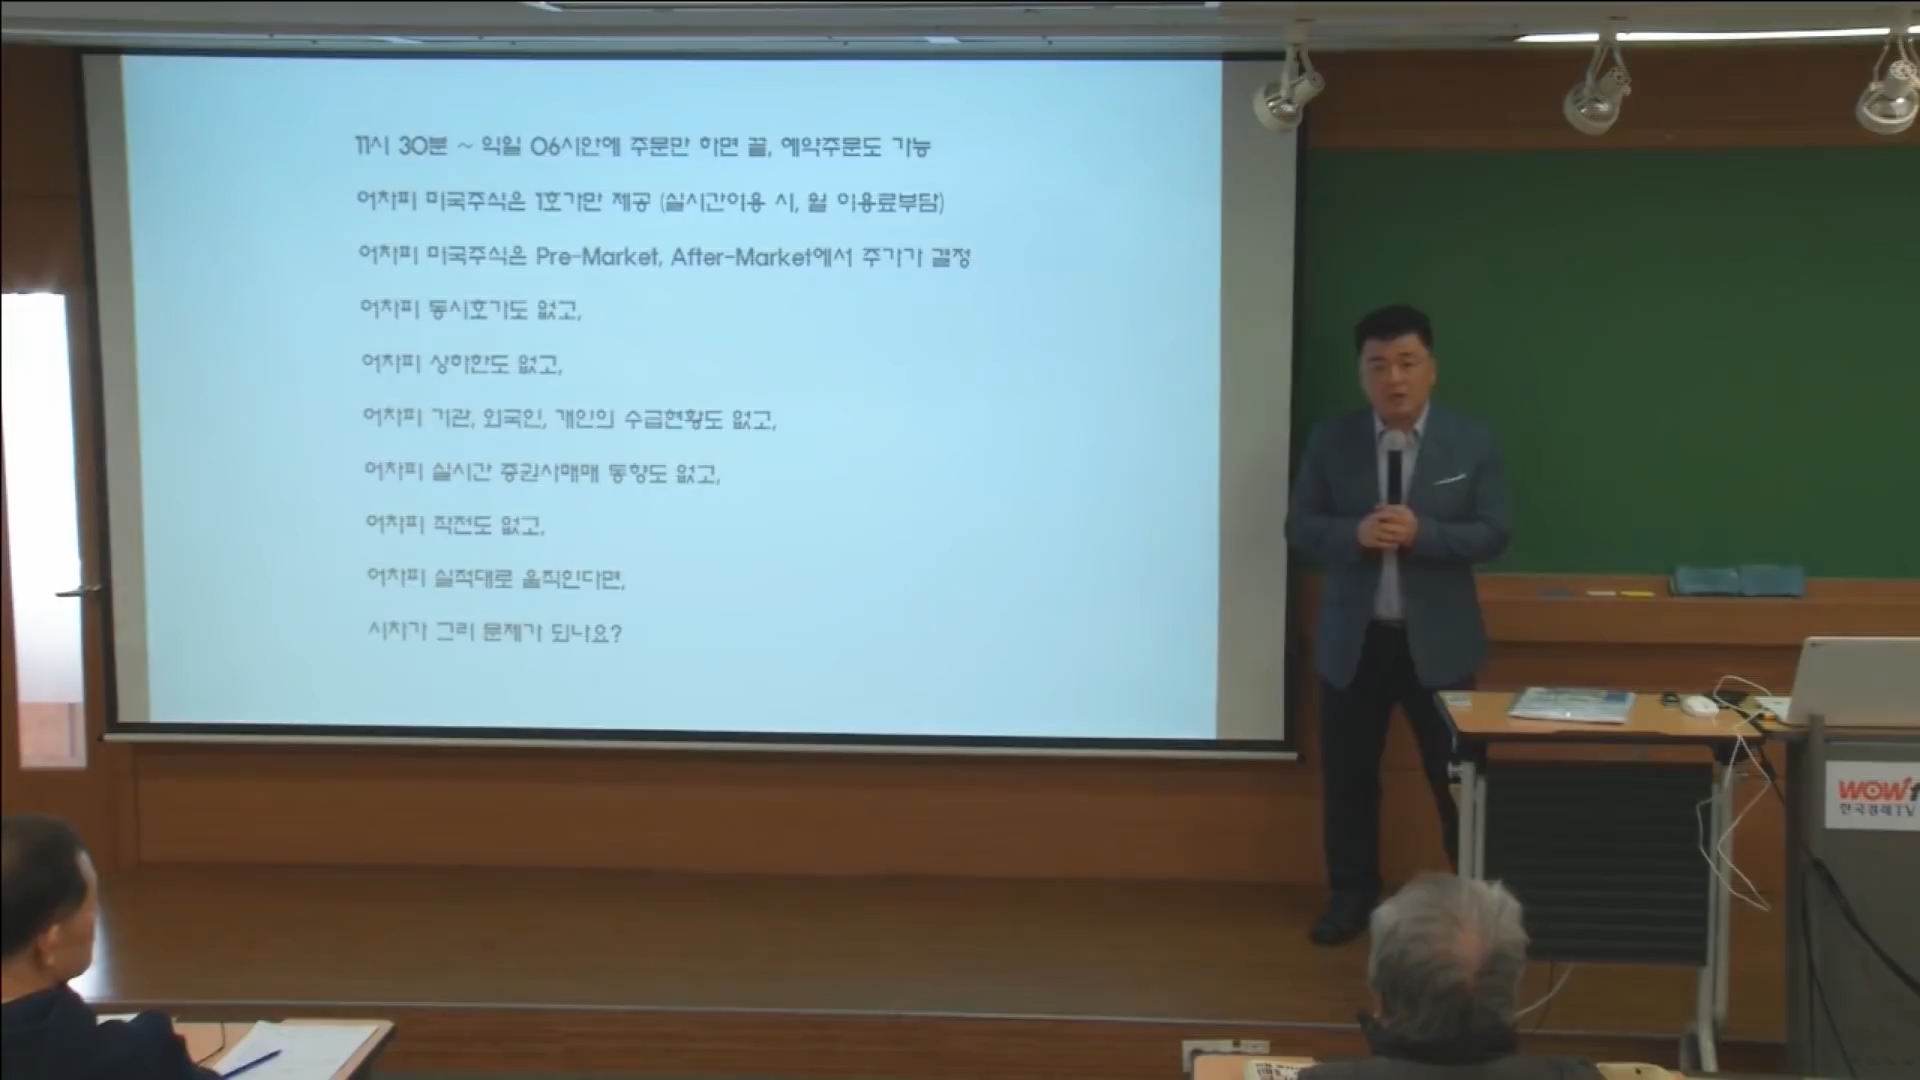 11시 30분 ~ 익일 06시안에 주문만 하면 끝, 예약주문도 가능
어차피 미국주식은 1호가만 제공 (실시간이용 시, 월 이용료부담)
어차피 미국주식은 Pre-Market, After-Market에서 주가가 결정
어차피 동시호가도 없고,
어차피 상하한도 없고,
어차피 기관, 외국인, 개인의 수급현황도 없고,
어차피 실시간 증권사매매 동향도 없고,
어차피 작전도 없고,
어차피 실적대로 움직인다면,
시차가 그리 문제가 되나요?
WOW
한국경제TV